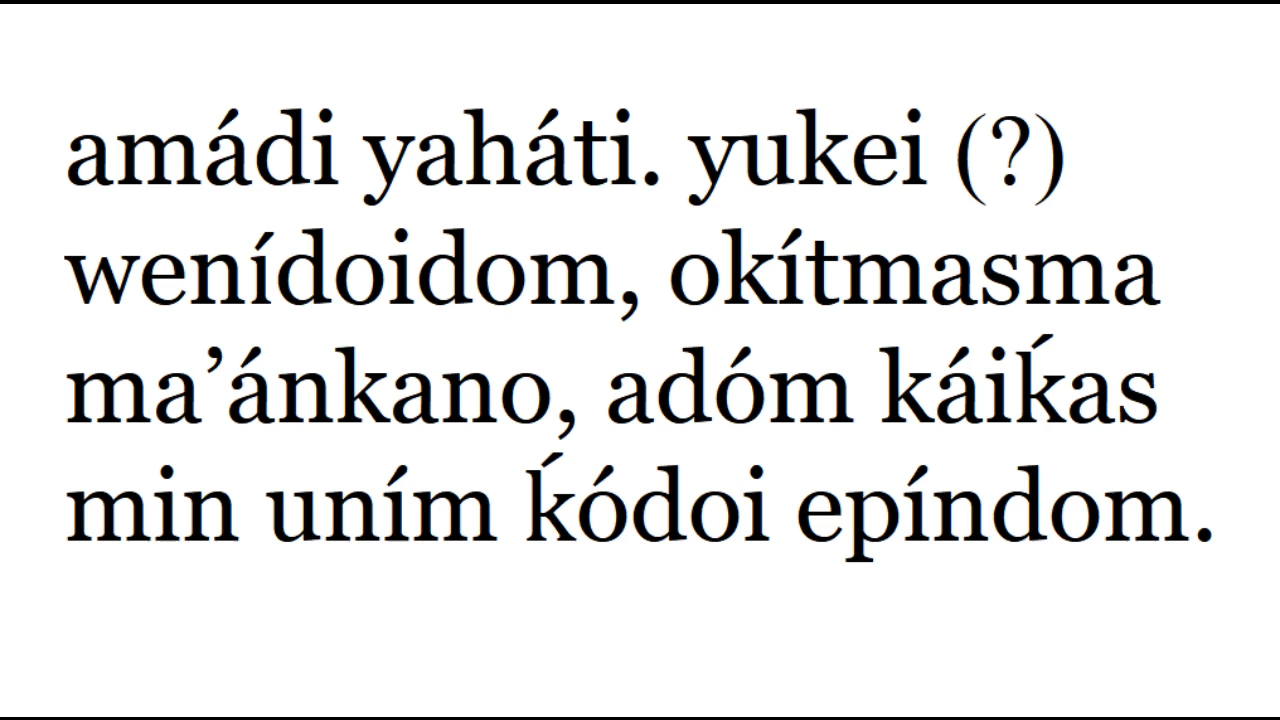 amádi yaháti. yukei (?)
wenídoidom, okítmasma
ma’ánkano, adóm káiḱas
min uním ḱódoi epíndom.